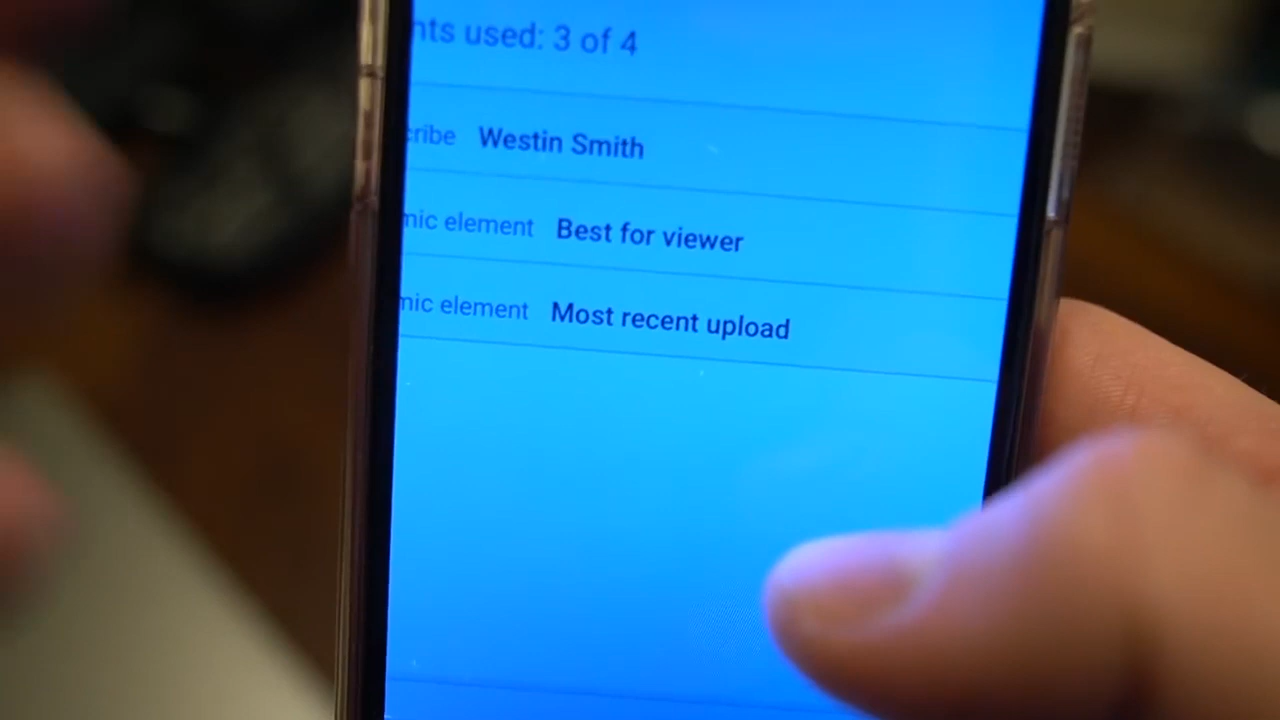 nts used: 3 of 4
cribe Westin Smith
mic element Best for viewer
mic element Most recent upload